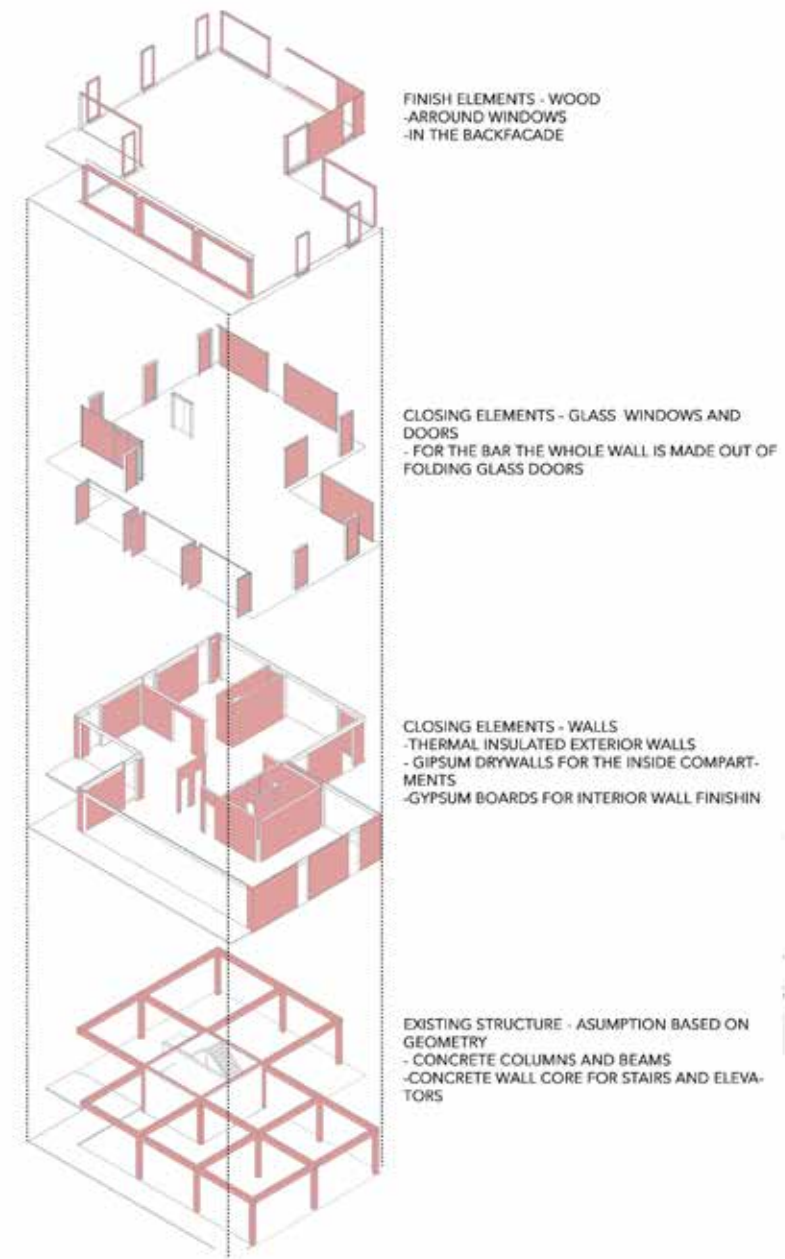 FINISH ELEMENTS - WOOD
-ARROUND WINDOWS
-IN THE BACKFACADE
CLOSING ELEMENTS - GLASS WINDOWS AND
DOORS
- FOR THE BAR THE WHOLE WALL IS MADE OUT OF
FOLDING GLASS DOORS
CLOSING ELEMENTS - WALLS
-THERMAL INSULATED EXTERIOR WALLS
- GIPSUM DRYWALLS FOR THE INSIDE COMPART-
MENTS
-GYPSUM BOARDS FOR INTERIOR WALL FINISHIN
EXISTING STRUCTURE - ASUMPTION BASED ON
GEOMETRY
- CONCRETE COLUMNS AND BEAMS
-CONCRETE WALL CORE FOR STAIRS AND ELEVA-
TORS